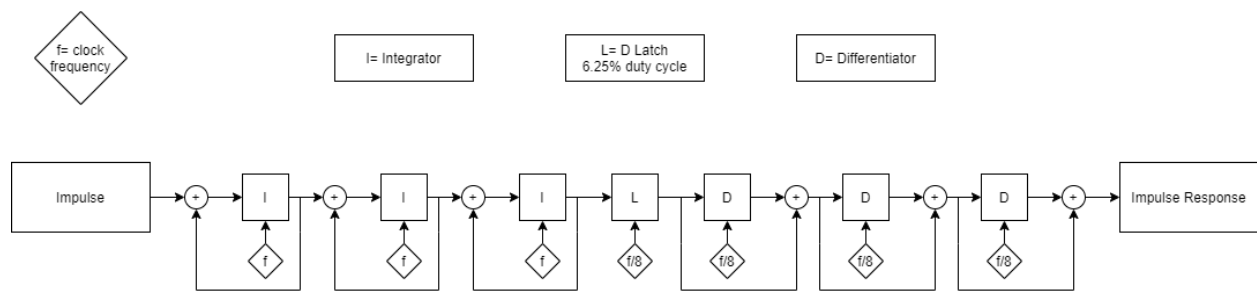 f= clock
frequency
I= Integrator
L= D Latch
6.25% duty cycle
D= Differentiator
Impulse
+
I
+
I
+
I
L
D
+
D
+
D
+
Impulse Response
f
f
f
f/8
f/8
f/8
f/8